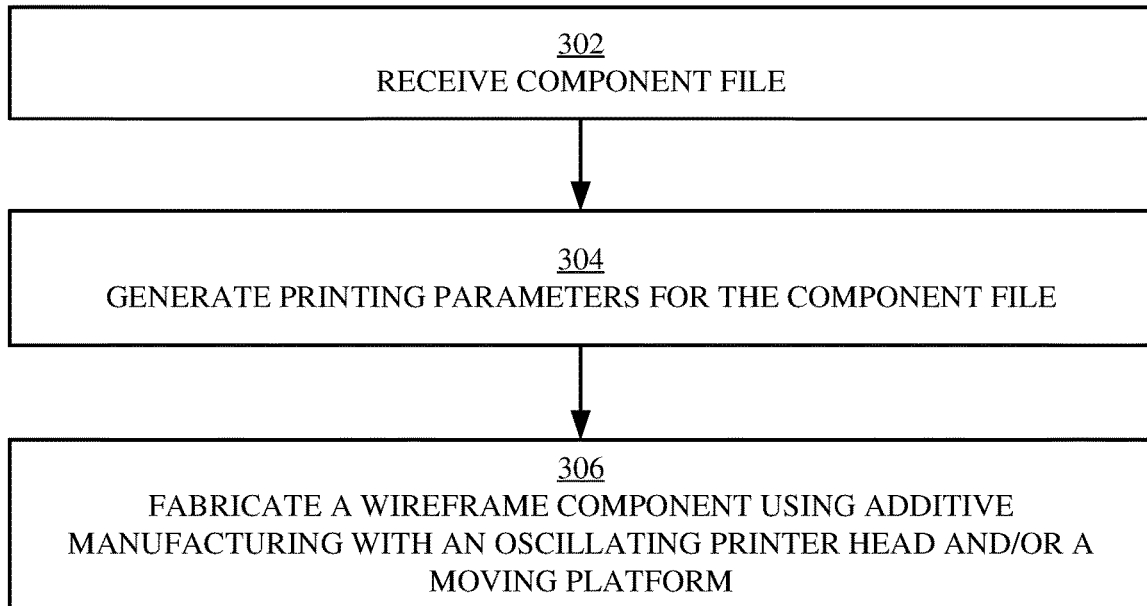 302
RECEIVE COMPONENT FILE
304
GENERATE PRINTING PARAMETERS FOR THE COMPONENT FILE
306
FABRICATE A WIREFRAME COMPONENT USING ADDITIVE
MANUFACTURING WITH AN OSCILLATING PRINTER HEAD AND/OR A
MOVING PLATFORM